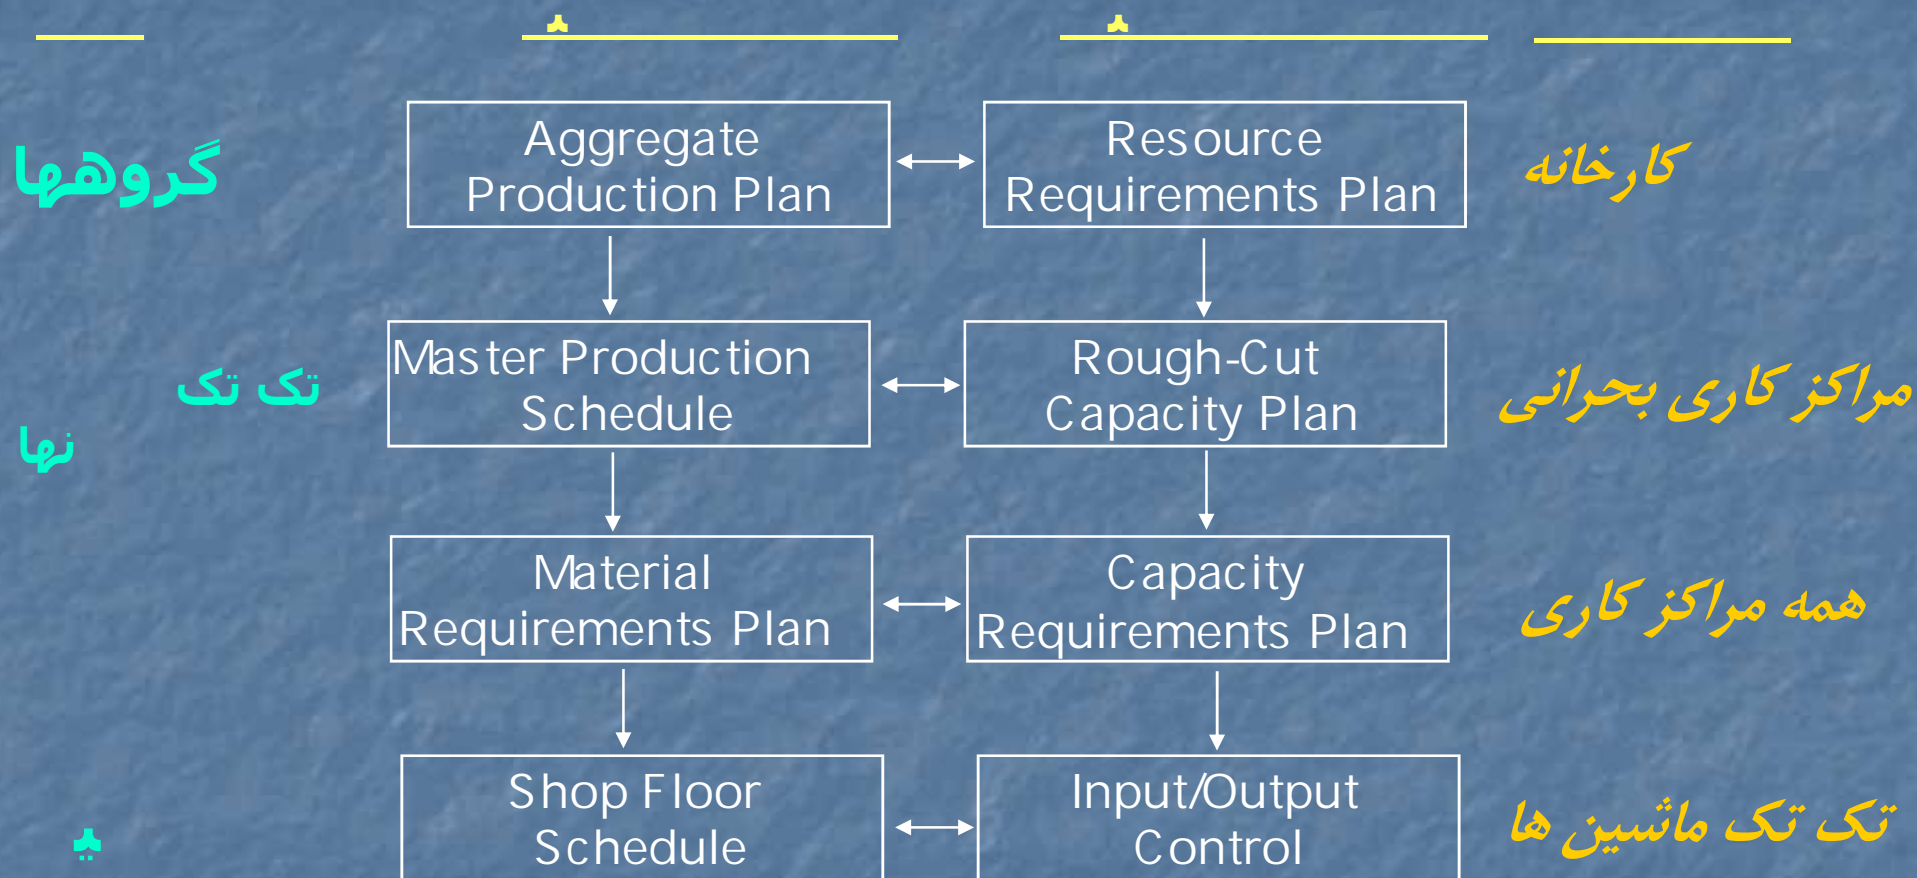 گروهها
Aggregate
Production Plan
Resource
Requirements Plan
کارخانه
تک تک
نها
Master Production
Schedule
Rough-Cut
Capacity Plan
مراکز کاری بحرانی
Material
Requirements Plan
Capacity
Requirements Plan
همه مراکز کاری
Shop Floor
Schedule
Input/Output
Control
تک تک ماشین ها